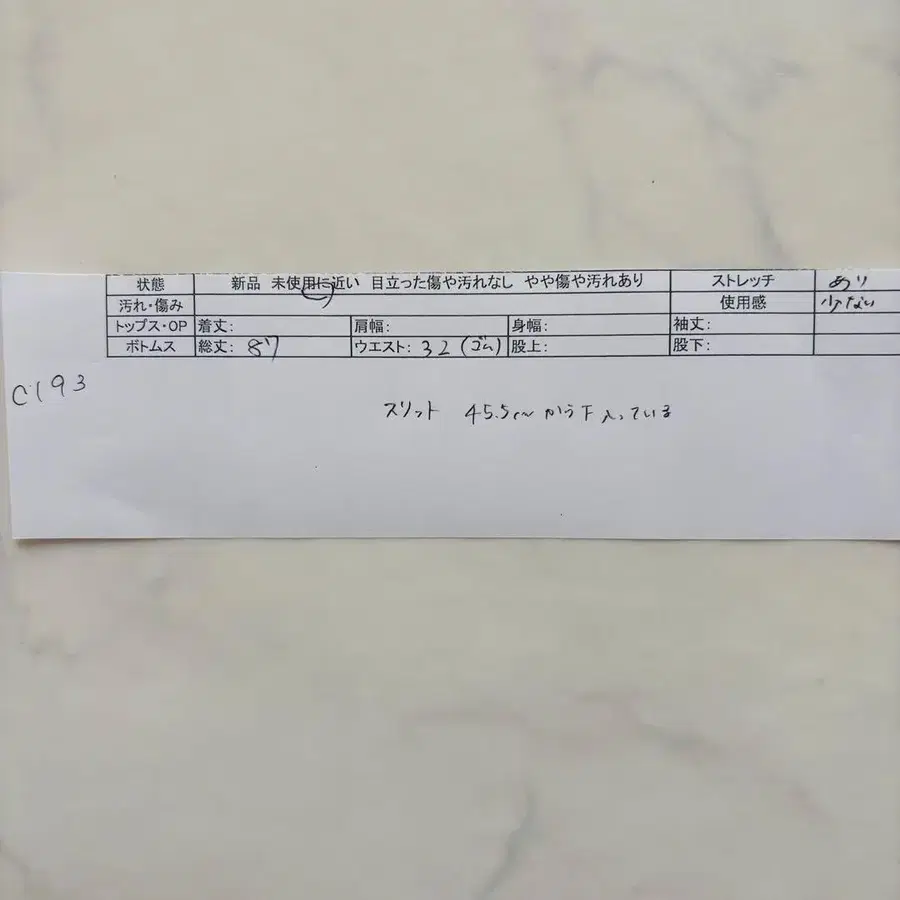 状態 新品 未使用に近い 目立った傷や汚れなし やや傷や汚れあり ストレッチ あり
汚れ・傷み 使用感 少ない
トップス・OP 着丈: 肩幅: 身幅: 袖丈:
ボトムス 総丈: 87 ウエスト: 32 (ゴム) 股上: 股下:
C193
スリット 45.5cm から下 入っている